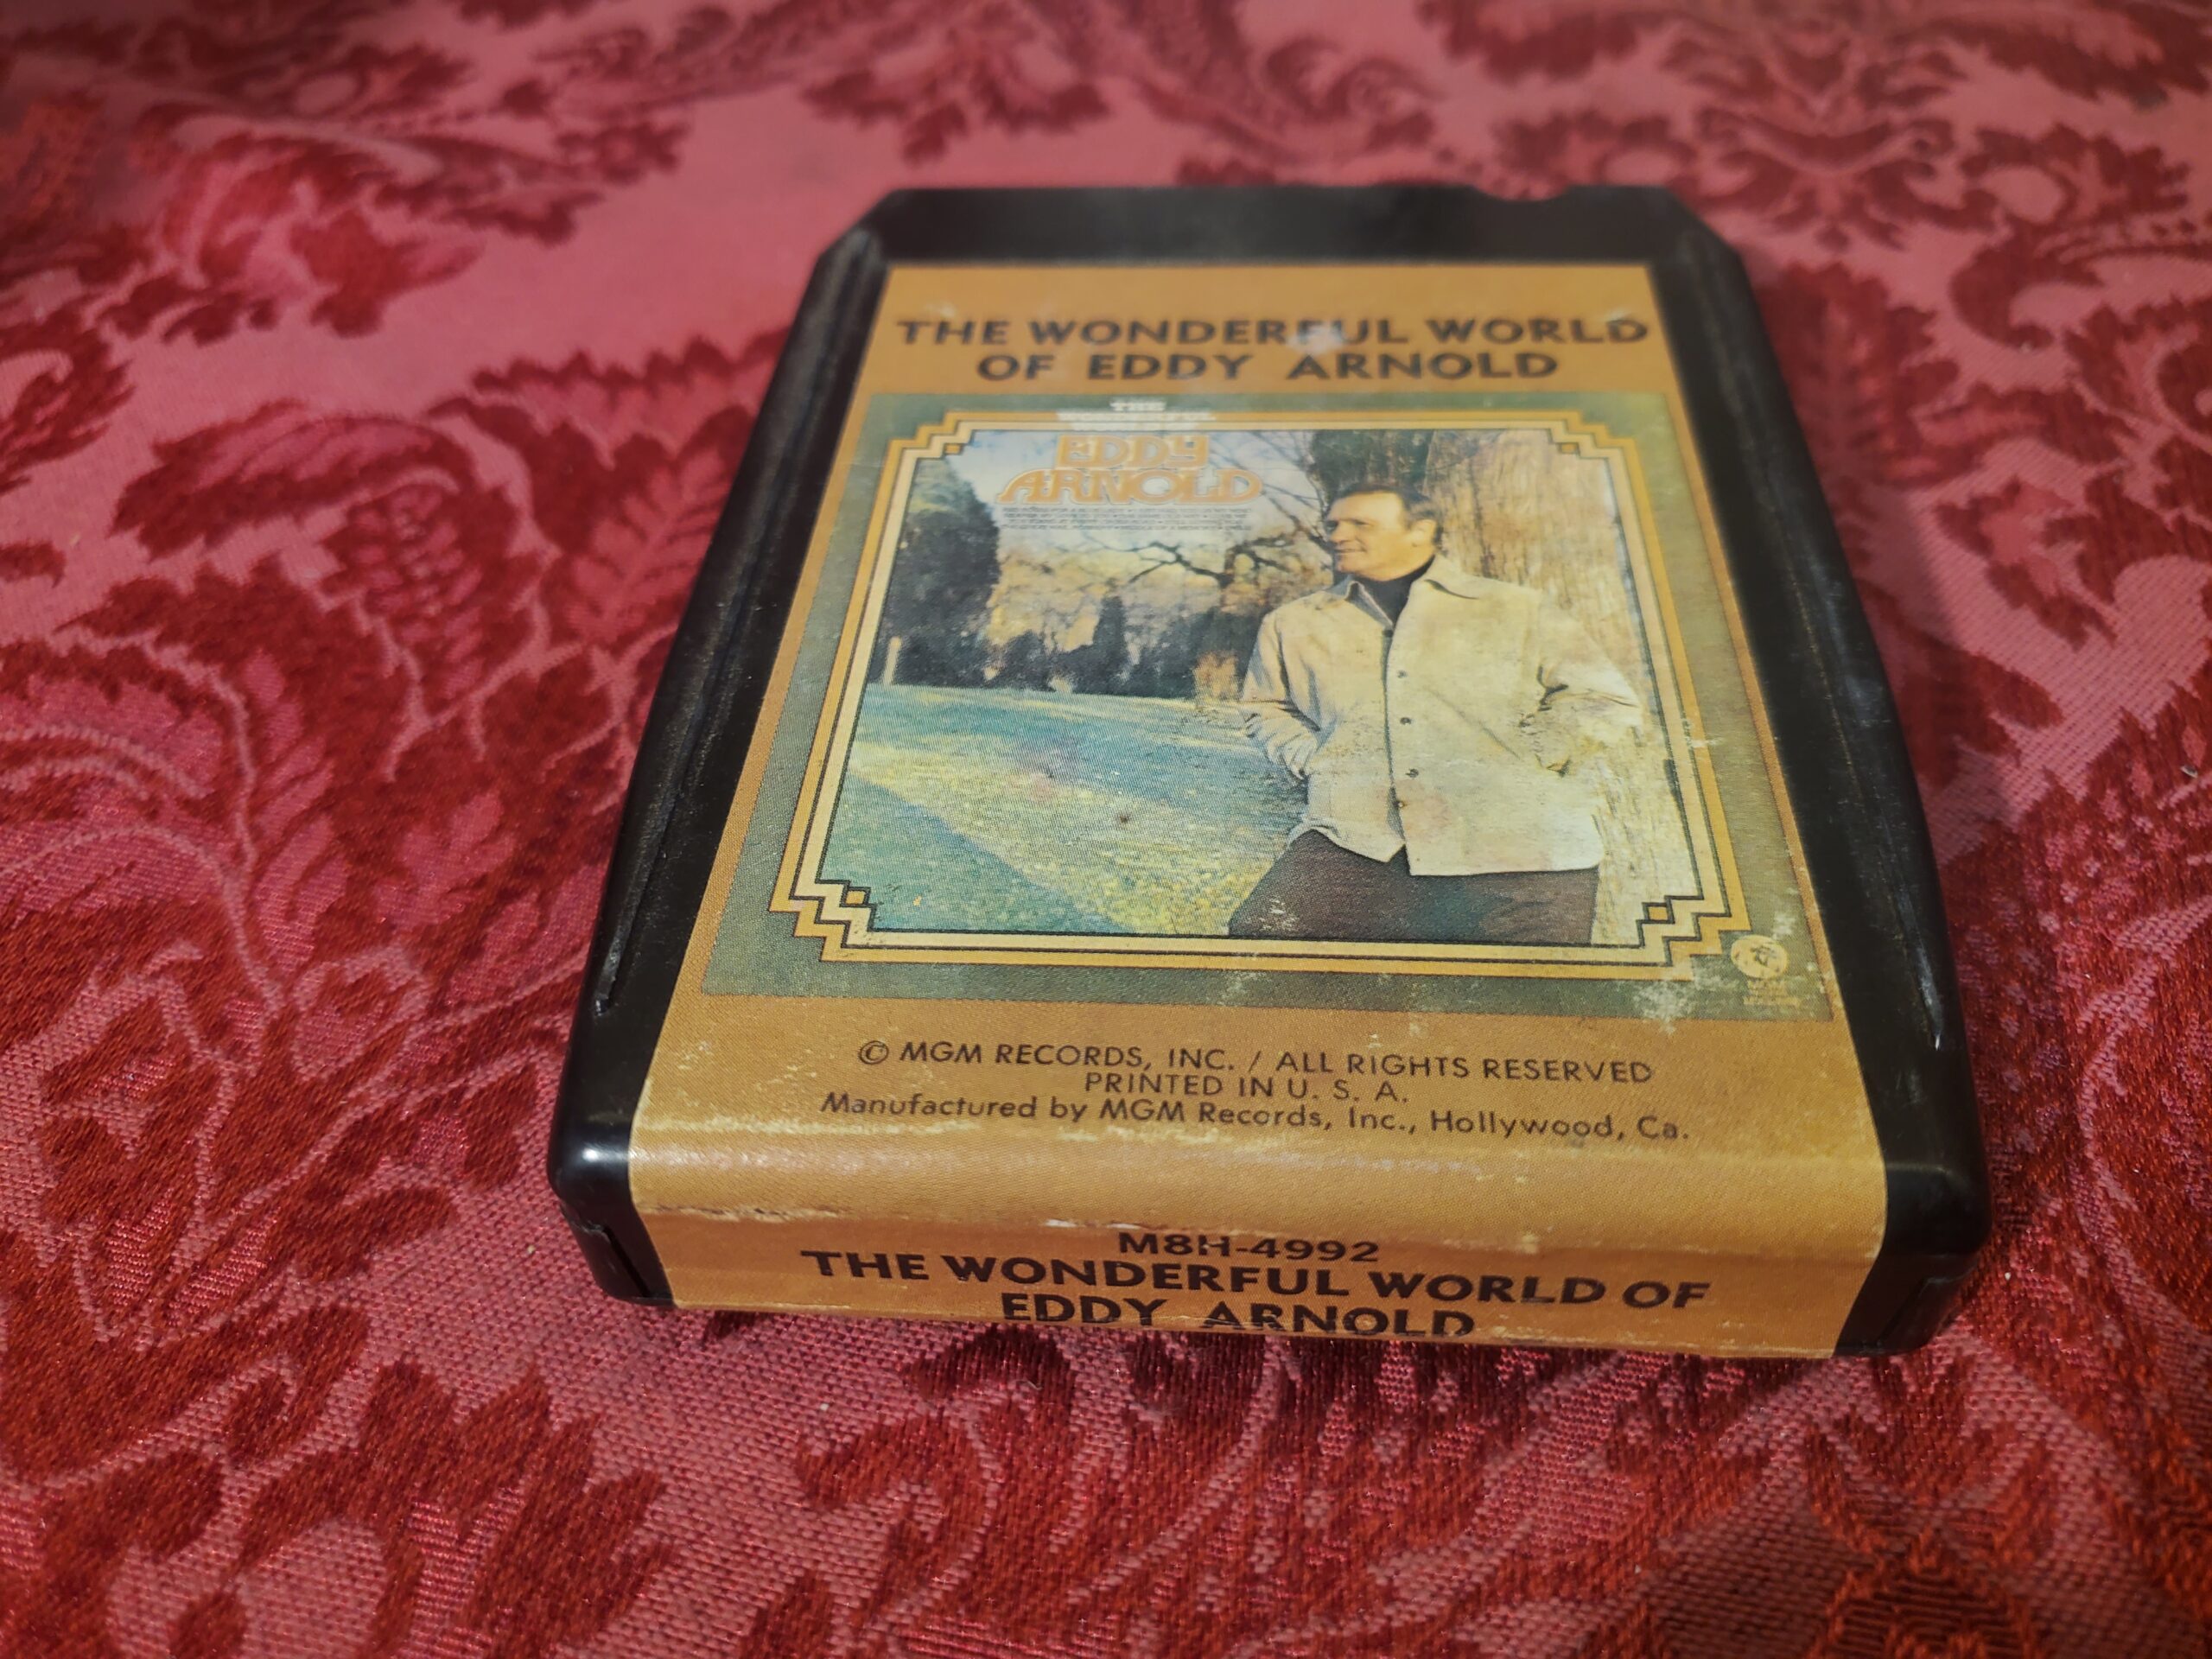 THE WONDERFUL WORLD
OF EDDY ARNOLD
THE
EDDY
ARNOLD
© MGM RECORDS, INC. / ALL RIGHTS RESERVED
PRINTED IN U. S. A.
Manufactured by MGM Records, Inc., Hollywood, Ca.
M8H-4992
THE WONDERFUL WORLD OF
EDDY ARNOLD